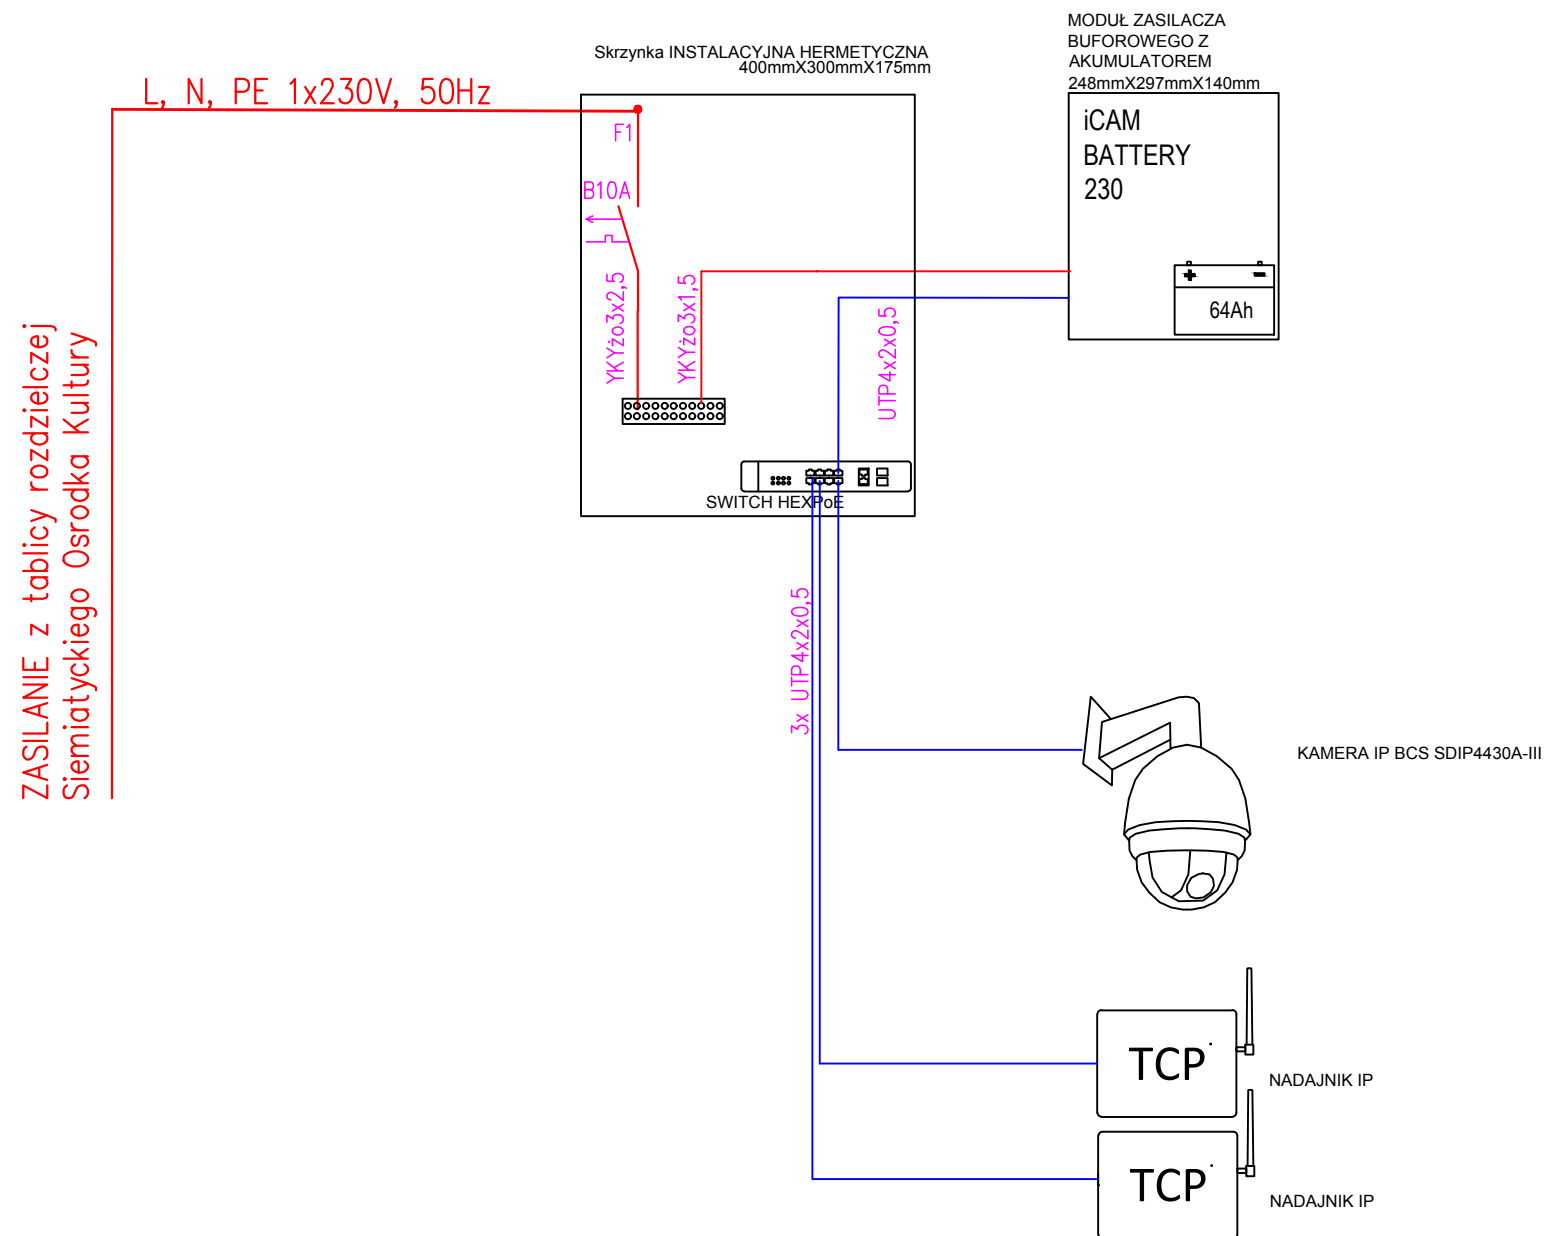 MODUŁ ZASILACZA
BUFOROWEGO Z
AKUMULATOREM
248mmX297mmX140mm
Skrzynka INSTALACYJNA HERMETYCZNA
400mmX300mmX175mm
L, N, PE 1x230V, 50Hz
F1
B10A
iCAM
BATTERY
230
+
-
64Ah
YKYżo3x2,5
YKYżo3x1,5
UTP4x2x0,5
SWITCH HEXPoE
ZASILANIE z tablicy rozdzielczej
Siemiatyckiego Osrodka Kultury
3x UTP4x2x0,5
KAMERA IP BCS SDIP4430A-III
TCP
NADAJNIK IP
TCP
NADAJNIK IP